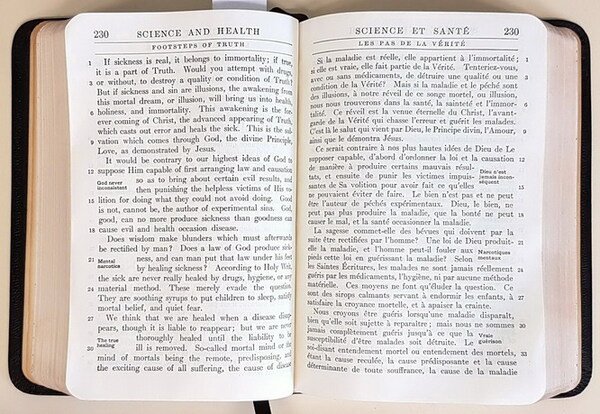 230 SCIENCE AND HEALTH
FOOTSTEPS OF TRUTH
1 If sickness is real, it belongs to immortality; if true,
it is a part of Truth. Would you attempt with drugs,
3 or without, to destroy a quality or condition of Truth?
But if sickness and sin are illusions, the awakening from
this mortal dream, or illusion, will bring us into health,
6 holiness, and immortality. This awakening is the for-
ever coming of Christ, the advanced appearing of Truth,
which casts out error and heals the sick. This is the sal-
9 vation which comes through God, the divine Principle,
Love, as demonstrated by Jesus.
It would be contrary to our highest ideas of God to
12 suppose Him capable of first arranging law and causation
God never inconsistent
so as to bring about certain evil results, and
then punishing the helpless victims of His vo-
15 lition for doing what they could not avoid doing. Good
is not, cannot be, the author of experimental sins. God,
good, can no more produce sickness than goodness can
18 cause evil and health occasion disease.
Does wisdom make blunders which must afterwards
be rectified by man? Does a law of God produce sick-
21 Mental narcotics
ness, and can man put that law under his feet
by healing sickness? According to Holy Writ,
the sick are never really healed by drugs, hygiene, or any
24 material method. These merely evade the question.
They are soothing syrups to put children to sleep, satisfy
mortal belief, and quiet fear.
27 We think that we are healed when a disease disap-
pears, though it is liable to reappear; but we are never
The true healing
thoroughly healed until the liability to be
30 ill is removed. So-called mortal mind or the
mind of mortals being the remote, predisposing, and
the exciting cause of all suffering, the cause of disease
SCIENCE ET SANTÉ 230
LES PAS DE LA VÉRITÉ
Si la maladie est réelle, elle appartient à l'immortalité; 1
si elle est vraie, elle fait partie de la Vérité. Tenteriez-vous,
avec ou sans médicaments, de détruire une qualité ou une 3
condition de la Vérité? Mais si la maladie et le péché sont
des illusions, à notre réveil de ce songe mortel, ou illusion,
nous nous trouverons dans la santé, la sainteté et l'immor- 6
talité. Ce réveil est la venue éternelle du Christ, l'avant-
garde de la Vérité qui chasse l'erreur et guérit les malades.
C'est là le salut qui vient par Dieu, le Principe divin, l'Amour, 9
ainsi que le démontra Jésus.
Ce serait contraire à nos plus hautes idées de Dieu de Le
supposer capable, d'abord d'ordonner la loi et la causation 12
de manière à produire certains mauvais résul-
tats, et ensuite de punir les victimes impuis-
Dieu n'est jamais inconséquent
santes de Sa volition pour avoir fait ce qu'elles 15
ne pouvaient éviter de faire. Le bien n'est pas et ne peut
être l'auteur de péchés expérimentaux. Dieu, le bien, ne
peut pas plus produire la maladie, que la bonté ne peut 18
causer le mal, et la santé occasionner la maladie.
La sagesse commet-elle des bévues qui doivent par la
suite être rectifiées par l'homme? Une loi de Dieu produit- 21
elle la maladie, et l'homme peut-il fouler aux
pieds cette loi en guérissant la maladie? Selon
Narcotiques mentaux
les Saintes Écritures, les malades ne sont jamais réellement 24
guéris par les médicaments, l'hygiène, ni par aucune méthode
matérielle. Ces moyens ne font qu'éluder la question. Ce
sont des sirops calmants servant à endormir les enfants, à 27
satisfaire la croyance mortelle, et à apaiser la crainte.
Nous croyons être guéris lorsqu'une maladie disparaît,
bien qu'elle soit sujette à reparaître; mais nous ne sommes 30
jamais complètement guéris jusqu'à ce que la
susceptibilité d'être malades soit détruite. Le
Vraie guérison
soi-disant entendement mortel ou entendement des mortels, 33
étant la cause reculée, la cause prédisposante et la cause
déterminante de toute souffrance, la cause de la maladie